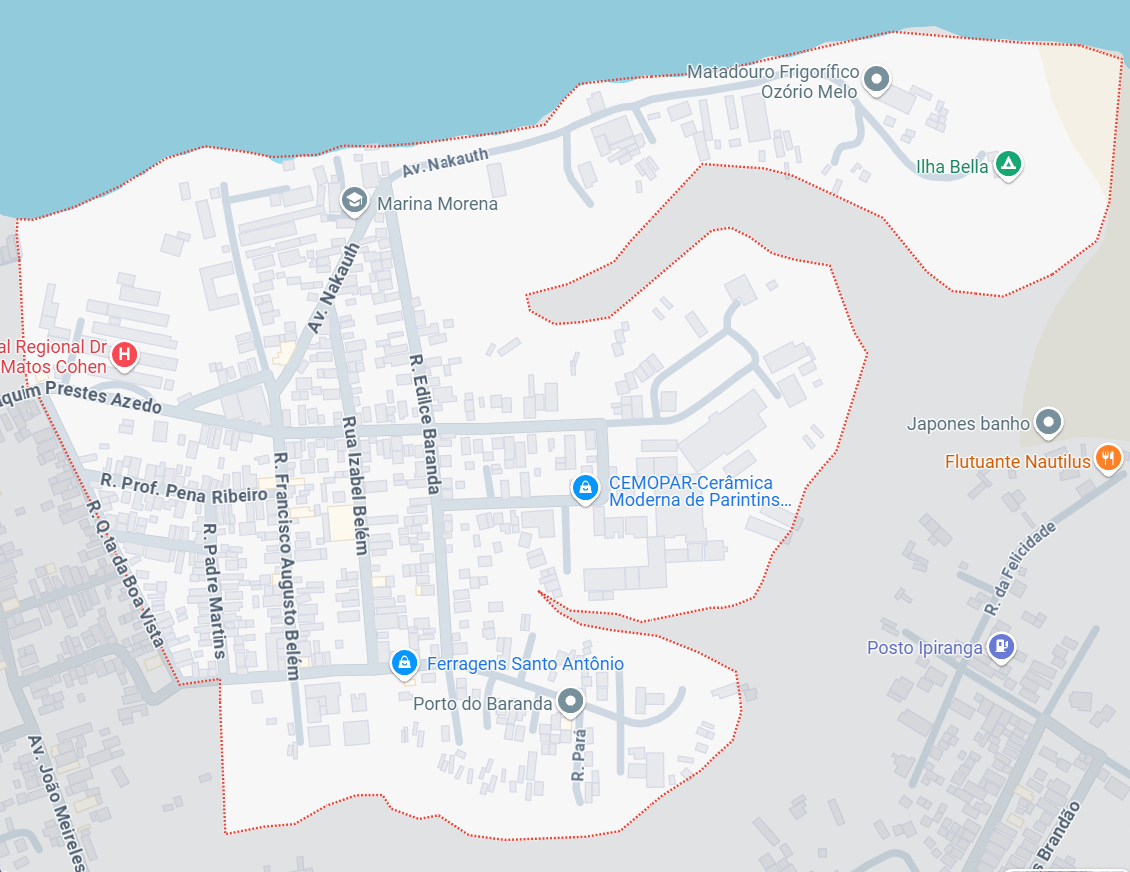 Matadouro Frigorífico
Ozório Melo
Av. Nakauth
Ilha Bella
Marina Morena
Av. Nakauth
al Regional Dr
Matos Cohen
H
quim Prestes Azedo
R. Edilce Baranda
Rua Izabel Belém
Japones banho
Flutuante Nautilus
R. Prof. Pena Ribeiro
CEMOPAR-Cerâmica
Moderna de Parintins...
R. Francisco Augusto Belém
R. Q.ta da Boa Vista
R. Padre Martins
R. da Felicidade
Posto Ipiranga
Ferragens Santo Antônio
Porto do Baranda
R. Pará
Av. João Meireles
s Brandão